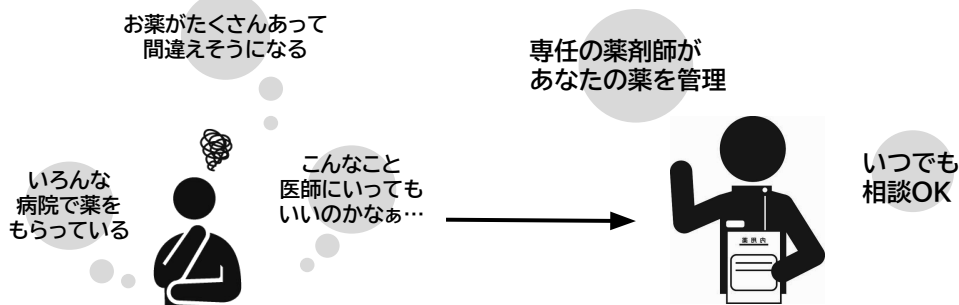 お薬がたくさんあって
間違えそうになる
いろんな
病院で薬を
もらっている
こんなこと
医師にいっても
いいのかなぁ…
専任の薬剤師が
あなたの薬を管理
いつでも
相談OK